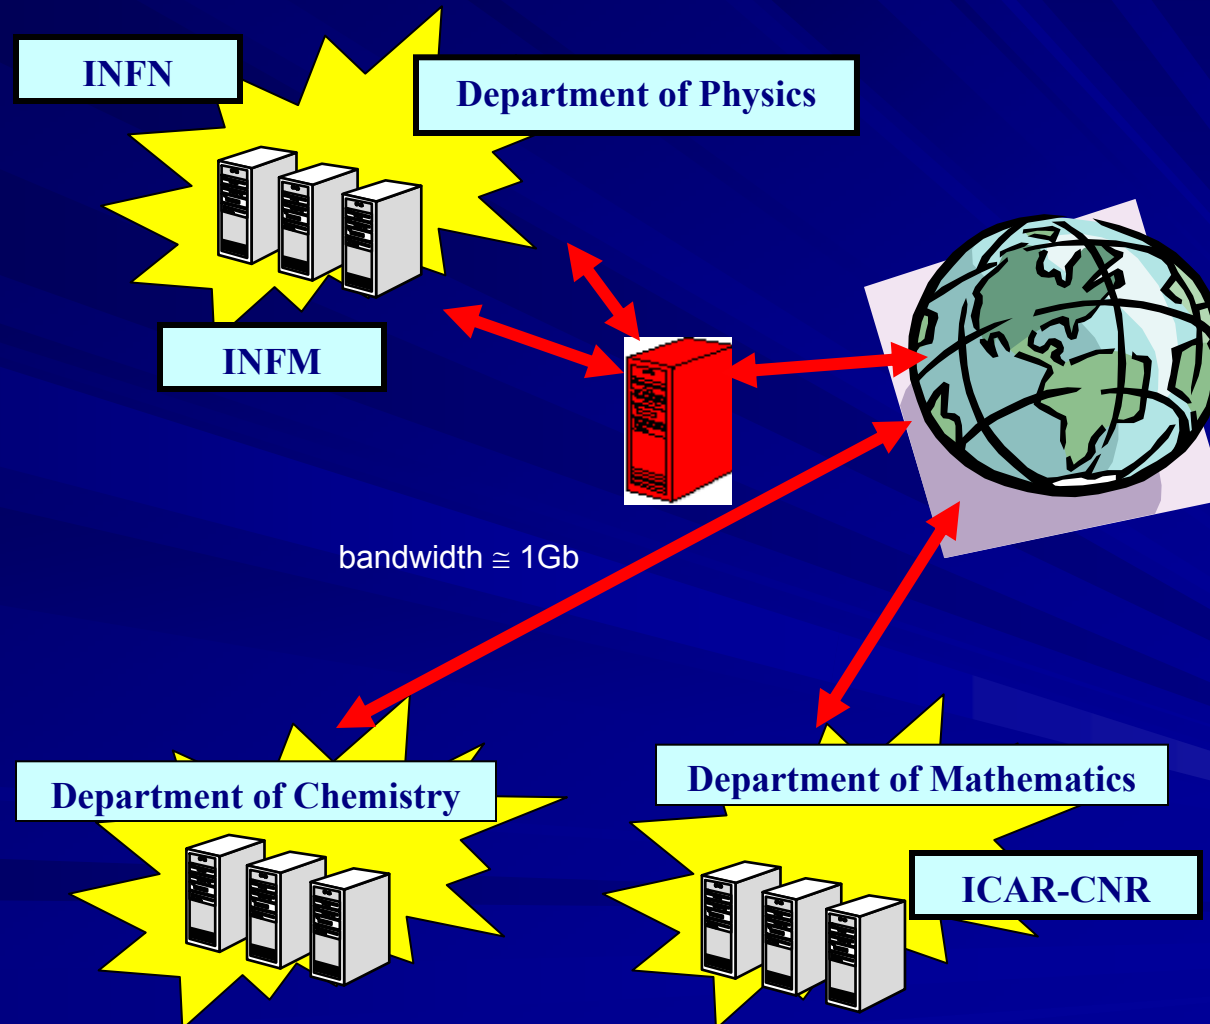 INFN
Department of Physics
INFM
bandwidth ≅ 1Gb
Department of Chemistry
Department of Mathematics
ICAR-CNR